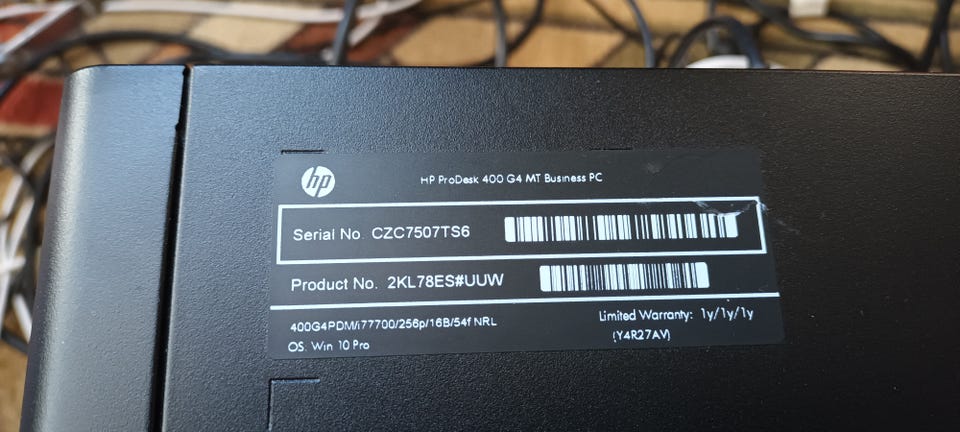 hp
HP ProDesk 400 G4 MT Business PC
Serial No. CZC7507TS6
Product No. 2KL78ES#UUW
400G4PDM/i77700/256p/16B/54f NRL
Limited Warranty: 1y/1y/1y
OS: Win 10 Pro
(Y4R27AV)